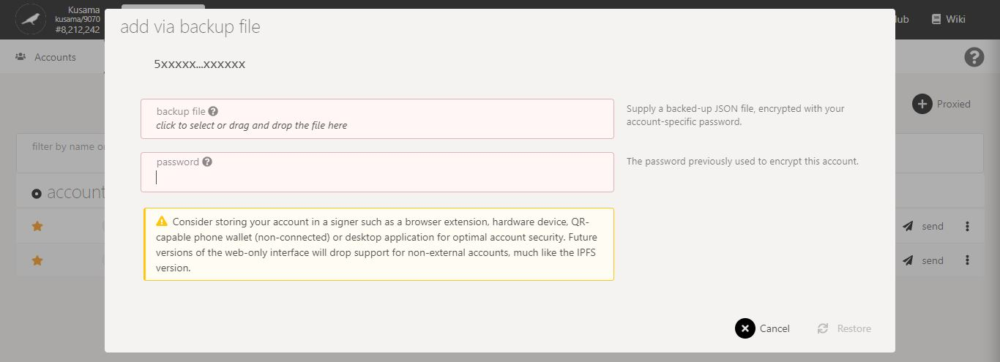 Kusama
kusama/9070
#8,212,242
Wiki
add via backup file
Accounts
5xxxxx...xxxxxx
backup file
click to select or drag and drop the file here
Supply a backed-up JSON file, encrypted with your
account-specific password.
Proxied
filter by name
password
The password previously used to encrypt this account.
account
Consider storing your account in a signer such as a browser extension, hardware device, QR-
capable phone wallet (non-connected) or desktop application for optimal account security. Future
versions of the web-only interface will drop support for non-external accounts, much like the IPFS
version.
send
send
Cancel
Restore